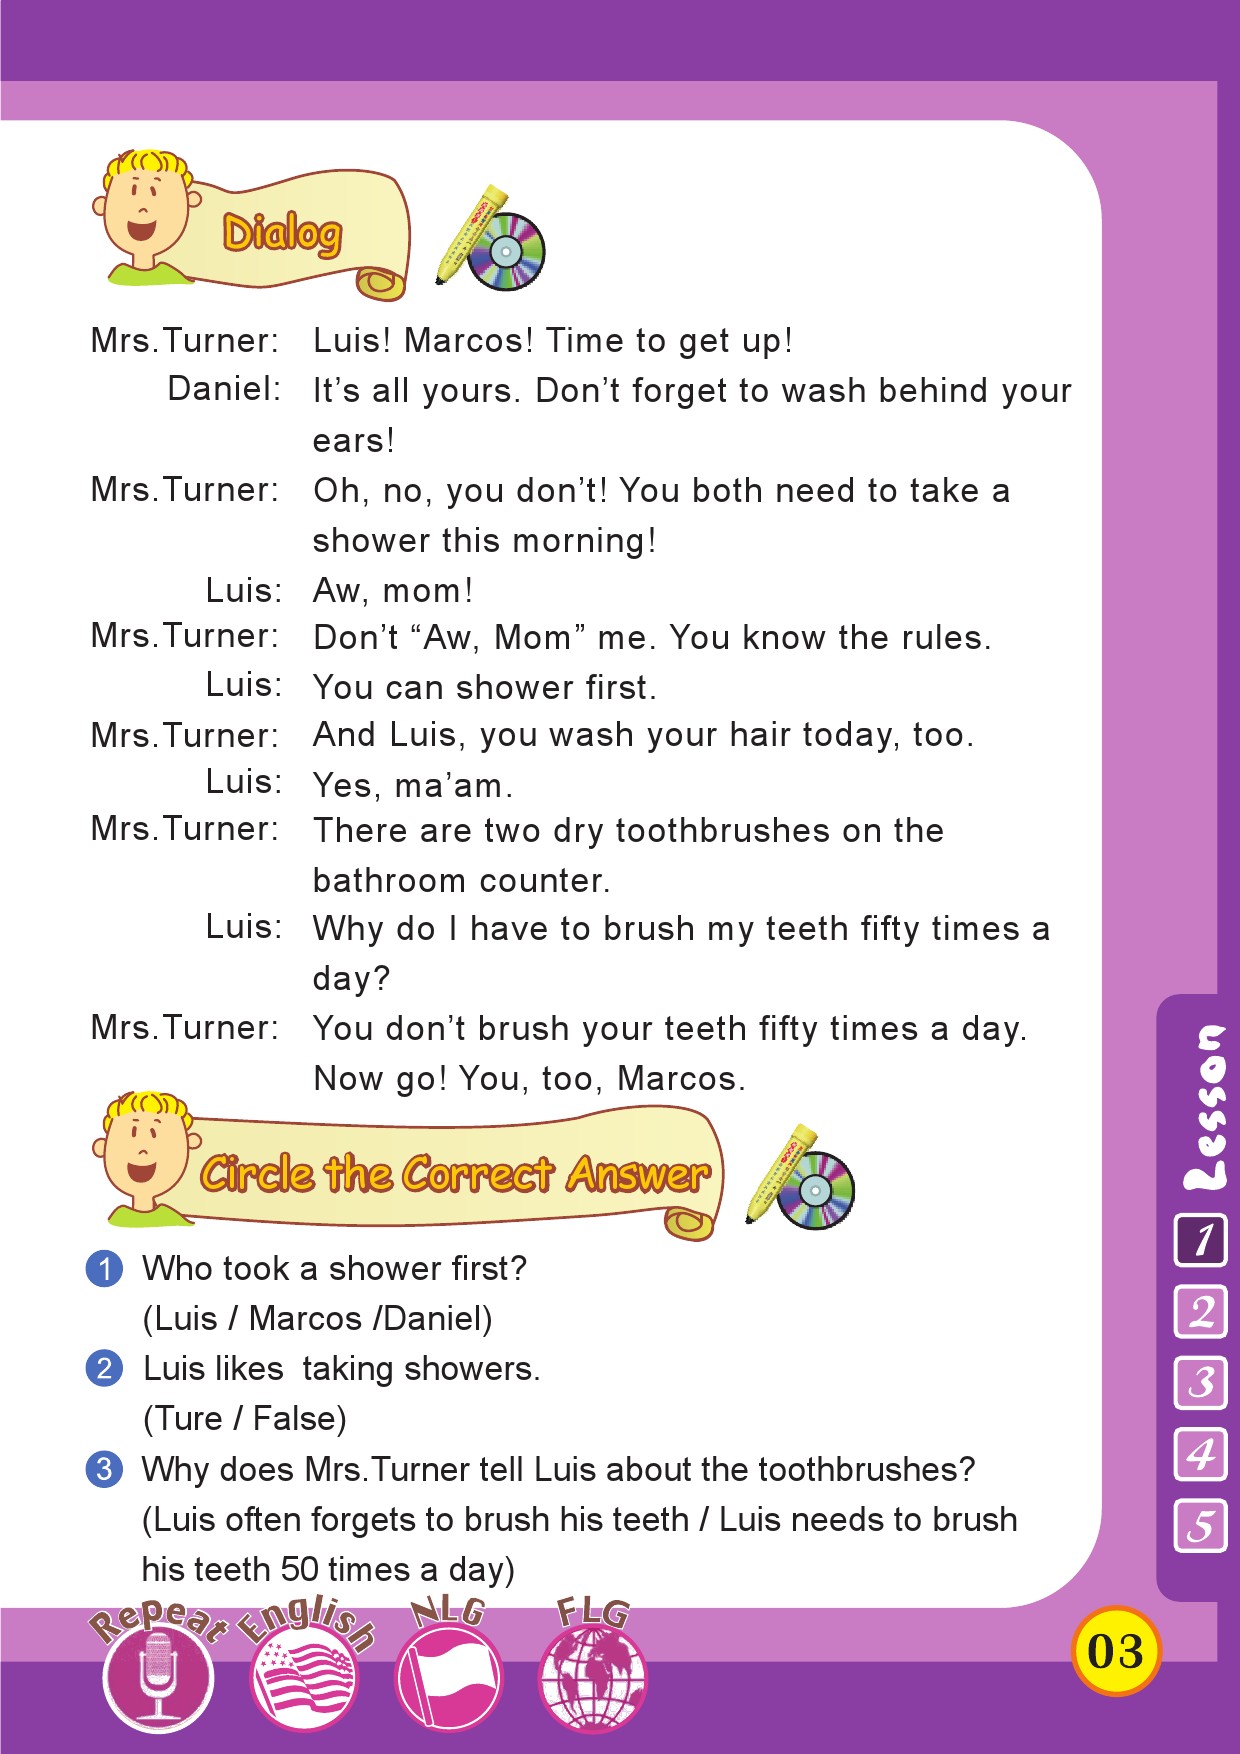 Dialog
Mrs.Turner: Luis! Marcos! Time to get up!
Daniel: It's all yours. Don't forget to wash behind your
ears!
Mrs.Turner: Oh, no, you don't! You both need to take a
shower this morning!
Luis: Aw, mom!
Mrs.Turner: Don't “Aw, Mom” me. You know the rules.
Luis: You can shower first.
Mrs.Turner: And Luis, you wash your hair today, too.
Luis: Yes, ma'am.
Mrs.Turner: There are two dry toothbrushes on the
bathroom counter.
Luis: Why do I have to brush my teeth fifty times a
day?
Mrs.Turner: You don't brush your teeth fifty times a day.
Now go! You, too, Marcos.
Circle the Correct Answer
1 Who took a shower first?
(Luis / Marcos /Daniel)
2 Luis likes taking showers.
(Ture / False)
3 Why does Mrs.Turner tell Luis about the toothbrushes?
(Luis often forgets to brush his teeth / Luis needs to brush
his teeth 50 times a day)
Lesson
1
2
3
4
5
Repeat
English
NLG
FLG
03